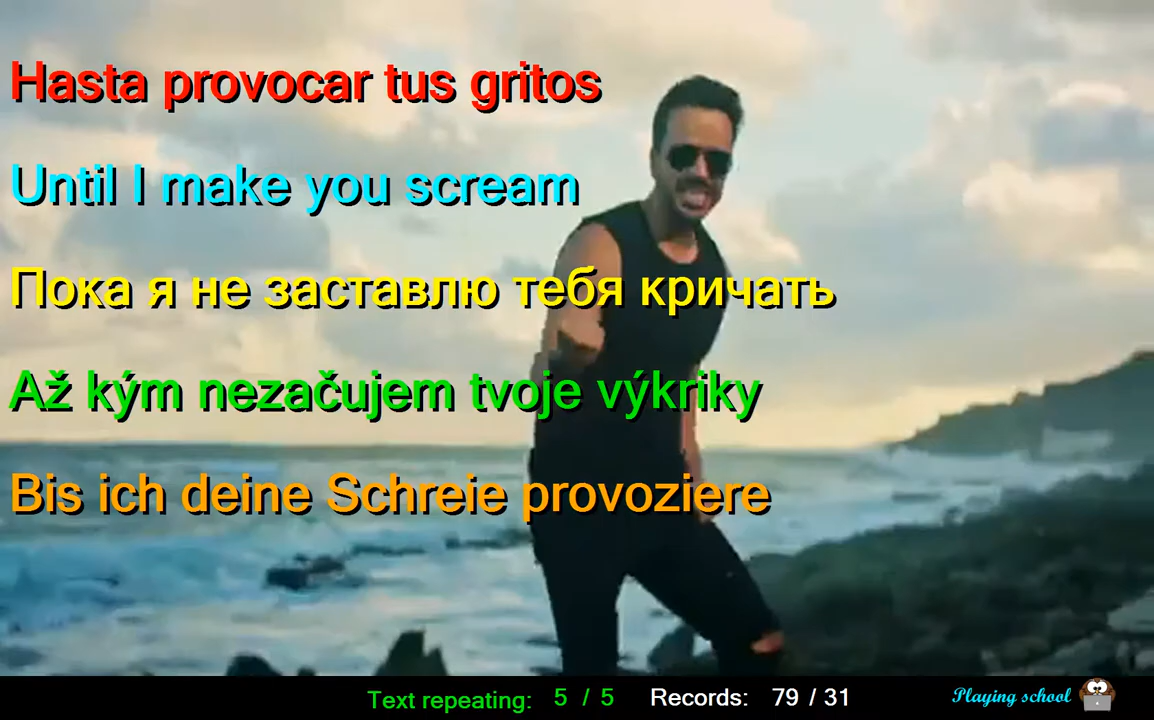 Hasta provocar tus gritos
Until I make you scream
Пока я не заставлю тебя кричать
Až kým nezačujem tvoje výkriky
Bis ich deine Schreie provoziere
Text repeating: 5 / 5 Records: 79 / 31 Playing school